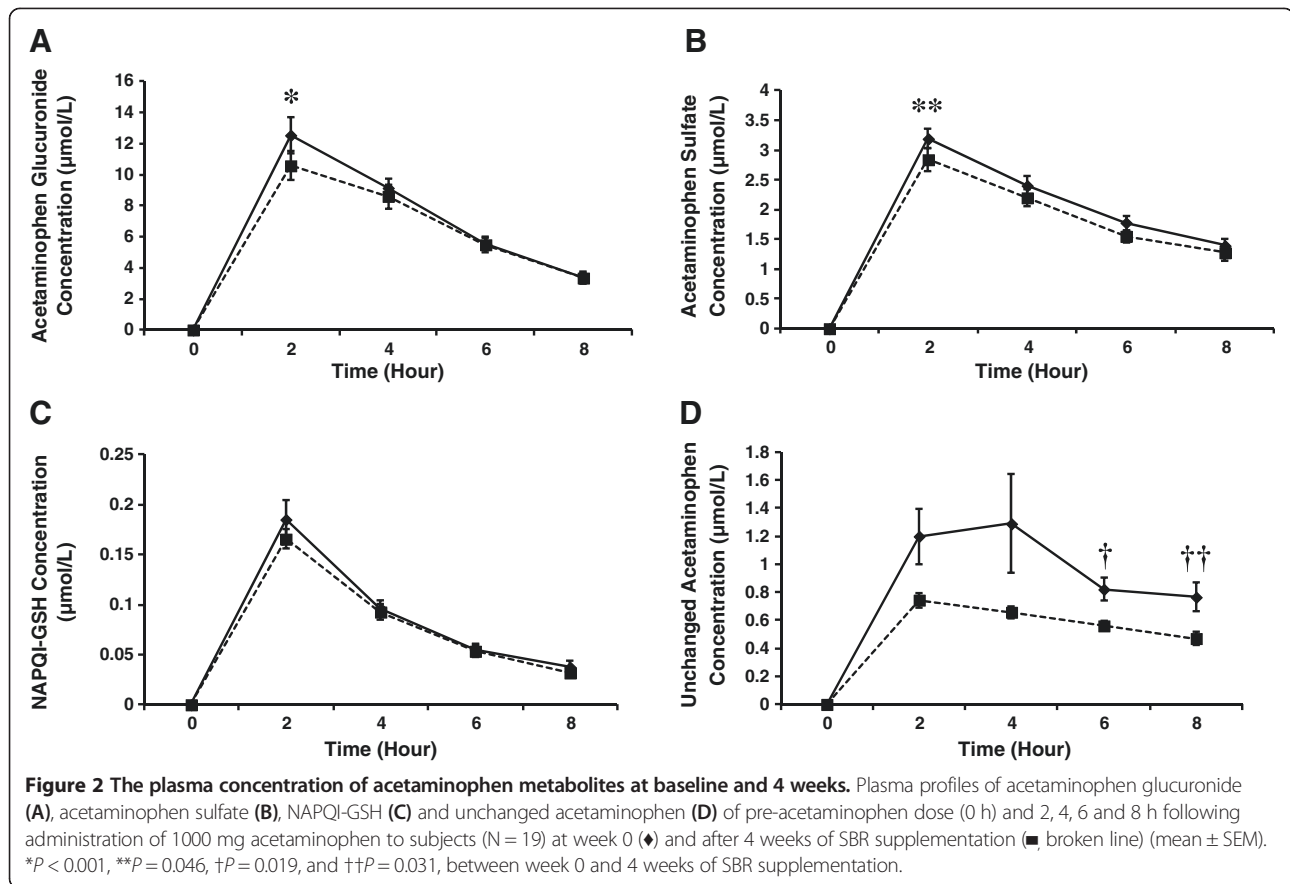 A
Acetaminophen Glucuronide
Concentration (µmol/L)
16
14
12
10
8
6
4
2
0
*
0 2 4 6 8
Time (Hour)
B
Acetaminophen Sulfate
Concentration (µmol/L)
4
3.5
3
2.5
2
1.5
1
0.5
0
**
0 2 4 6 8
Time (Hour)
C
NAPQI-GSH Concentration
(µmol/L)
0.25
0.2
0.15
0.1
0.05
0
0 2 4 6 8
Time (Hour)
D
Unchanged Acetaminophen
Concentration (µmol/L)
1.8
1.6
1.4
1.2
1
0.8
0.6
0.4
0.2
0
† ††
0 2 4 6 8
Time (Hour)
Figure 2 The plasma concentration of acetaminophen metabolites at baseline and 4 weeks. Plasma profiles of acetaminophen glucuronide
(A), acetaminophen sulfate (B), NAPQI-GSH (C) and unchanged acetaminophen (D) of pre-acetaminophen dose (0 h) and 2, 4, 6 and 8 h following
administration of 1000 mg acetaminophen to subjects (N = 19) at week 0 (♦) and after 4 weeks of SBR supplementation (■, broken line) (mean ± SEM).
*P < 0.001, **P = 0.046, †P = 0.019, and ††P = 0.031, between week 0 and 4 weeks of SBR supplementation.